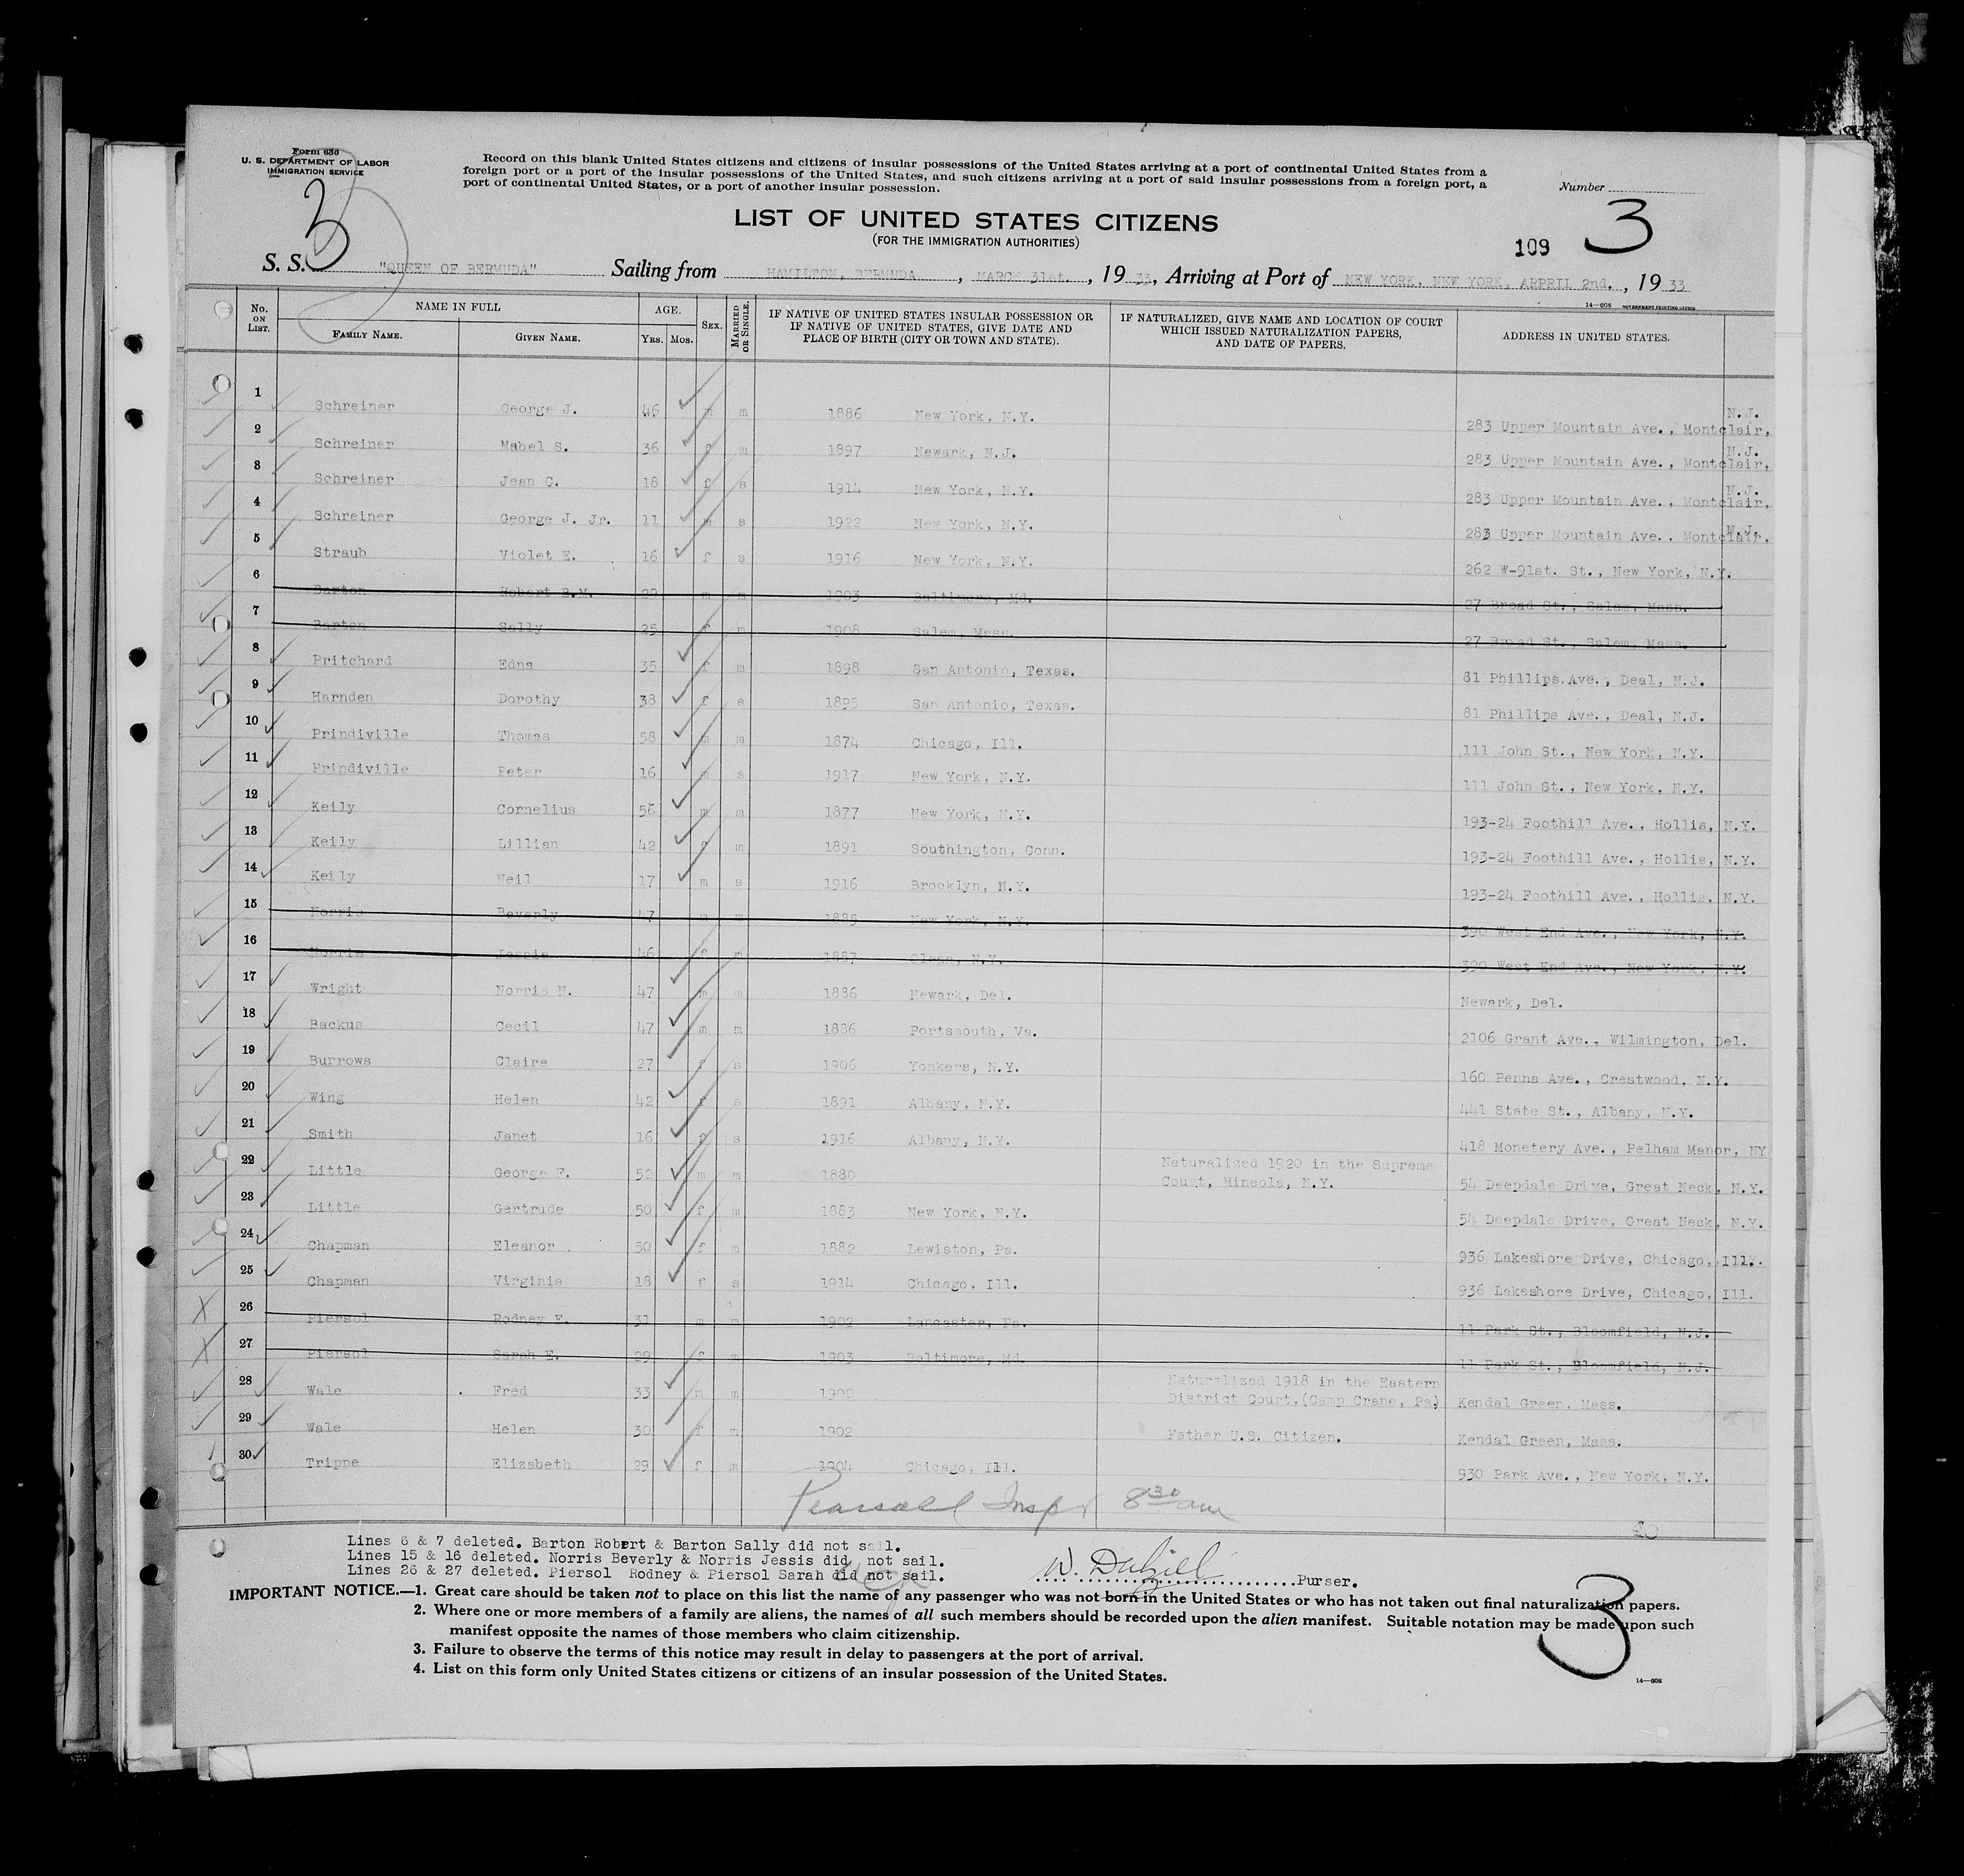 Form 630
U. S. DEPARTMENT OF LABOR
IMMIGRATION SERVICE
Record on this blank United States citizens and citizens of insular possessions of the United States arriving at a port of continental United States from a
foreign port or a port of the insular possessions of the United States, and such citizens arriving at a port of said insular possessions from a foreign port, a
port of continental United States, or a port of another insular possession.
Number
3
LIST OF UNITED STATES CITIZENS
(FOR THE IMMIGRATION AUTHORITIES)
109 3
S. S. "QUEEN OF BERMUDA" Sailing from HAMILTON, BERMUDA, MARCH 31st., 1933, Arriving at Port of NEW YORK, NEW YORK, APRRIL 2nd., 1933
14—608 GOVERNMENT PRINTING OFFICE
No. ON LIST. NAME IN FULL FAMILY NAME. GIVEN NAME. AGE. YRS. MOS. SEX. MARRIED OR SINGLE. IF NATIVE OF UNITED STATES INSULAR POSSESSION OR IF NATIVE OF UNITED STATES, GIVE DATE AND PLACE OF BIRTH (CITY OR TOWN AND STATE). IF NATURALIZED, GIVE NAME AND LOCATION OF COURT WHICH ISSUED NATURALIZATION PAPERS, AND DATE OF PAPERS. ADDRESS IN UNITED STATES.
1 Schreiner George J. 46 m m 1886 New York, N.Y. 283 Upper Mountain Ave., Montclair, N.J.
2 Schreiner Mabel S. 36 f m 1897 Newark, N.J. 283 Upper Mountain Ave., Montclair, N.J.
3 Schreiner Jean C. 18 f s 1914 New York, N.Y. 283 Upper Mountain Ave., Montclair, N.J.
4 Schreiner George J. Jr. 11 m s 1922 New York, N.Y. 283 Upper Mountain Ave., Montclair, N.J.
5 Straub Violet E. 16 f s 1916 New York, N.Y. 262 W-91st. St., New York, N.Y.
6 Barton Robert B.M. 29 m m 1903 Baltimore, Md. 27 Broad St., Salem, Mass.
7 Barton Sally 25 f m 1908 Salem, Mass. 27 Broad St., Salem, Mass.
8 Pritchard Edna 35 f m 1898 San Antonio, Texas. 81 Phillips Ave., Deal, N.J.
9 Harnden Dorothy 38 f s 1895 San Antonio, Texas. 81 Phillips Ave., Deal, N.J.
10 Prindiville Thomas 58 m m 1874 Chicago, Ill. 111 John St., New York, N.Y.
11 Prindiville Peter 16 m s 1917 New York, N.Y. 111 John St., New York, N.Y.
12 Keily Cornelius 56 m m 1877 New York, N.Y. 193-24 Foothill Ave., Hollis, N.Y.
13 Keily Lillian 42 f m 1891 Southington, Conn. 193-24 Foothill Ave., Hollis, N.Y.
14 Keily Neil 17 m s 1916 Brooklyn, N.Y. 193-24 Foothill Ave., Hollis, N.Y.
15 Norris Beverly 47 m m 1885 New York, N.Y. 390 West End Ave., New York, N.Y.
16 Norris Jessie 46 f m 1887 Olean, N.Y. 390 West End Ave., New York, N.Y.
17 Wright Norris N. 47 m m 1886 Newark, Del. Newark, Del.
18 Backus Cecil 47 m m 1886 Portsmouth, Va. 2106 Grant Ave., Wilmington, Del.
19 Burrows Claire 27 f s 1906 Yonkers, N.Y. 160 Penna Ave., Crestwood, N.Y.
20 Wing Helen 42 f s 1891 Albany, N.Y. 441 State St., Albany, N.Y.
21 Smith Janet 16 f s 1916 Albany, N.Y. 418 Monetery Ave., Pelham Manor, NY
22 Little George F. 52 m m 1880 Naturalized 1920 in the Supreme Court, Mineola, N.Y. 54 Deepdale Drive, Great Neck, N.Y.
23 Little Gertrude 50 f m 1883 New York, N.Y. 54 Deepdale Drive, Great Neck, N.Y.
24 Chapman Eleanor 50 f m 1882 Lewiston, Pa. 936 Lakeshore Drive, Chicago, Ill.
25 Chapman Virginia 18 f s 1914 Chicago, Ill. 936 Lakeshore Drive, Chicago, Ill.
26 Piersol Rodney F. 31 m m 1902 Lancaster, Pa. 11 Park St., Bloomfield, N.J.
27 Piersol Sarah E. 29 f m 1903 Baltimore, Md. 11 Park St., Bloomfield, N.J.
28 Wale Fred 33 m m 1900 Naturalized 1918 in the Eastern District Court.(Camp Crane, Pa) Kendal Green, Mass.
29 Wale Helen 30 f m 1902 Father U.S. Citizen. Kendal Green, Mass.
30 Trippe Elizabeth 29 f m 1904 Chicago, Ill. 930 Park Ave., New York, N.Y.
Pearsall Inspr 8 30 am
Lines 6 & 7 deleted. Barton Robert & Barton Sally did not sail.
Lines 15 & 16 deleted. Norris Beverly & Norris Jessis did not sail.
Lines 26 & 27 deleted. Piersol Rodney & Piersol Sarah did not sail.
Purser.
IMPORTANT NOTICE.—1. Great care should be taken not to place on this list the name of any passenger who was not born in the United States or who has not taken out final naturalization papers.
2. Where one or more members of a family are aliens, the names of all such members should be recorded upon the alien manifest. Suitable notation may be made upon such
manifest opposite the names of those members who claim citizenship.
3. Failure to observe the terms of this notice may result in delay to passengers at the port of arrival.
4. List on this form only United States citizens or citizens of an insular possession of the United States.
3
14—608